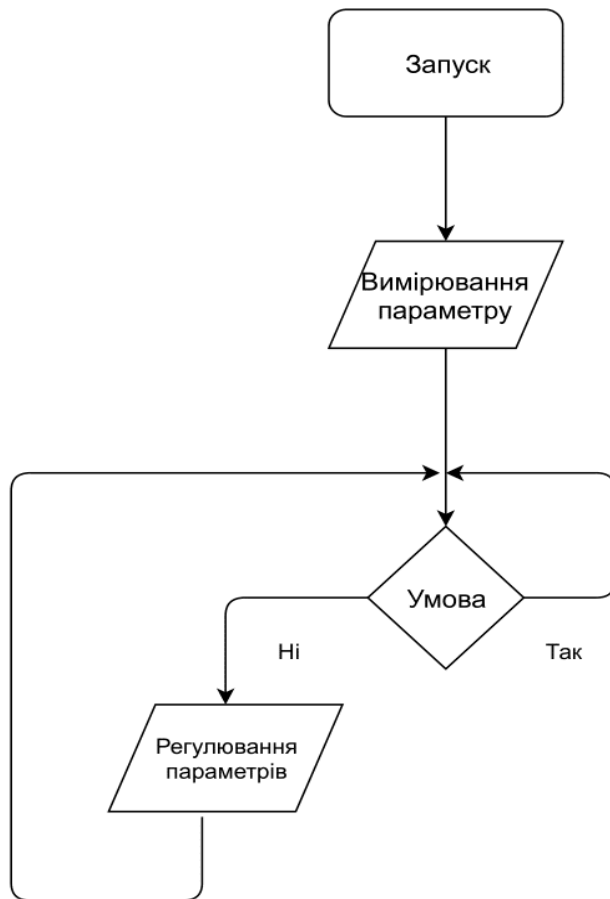 Запуск
Вимірювання
параметру
Умова
Ні
Так
Регулювання
параметрів